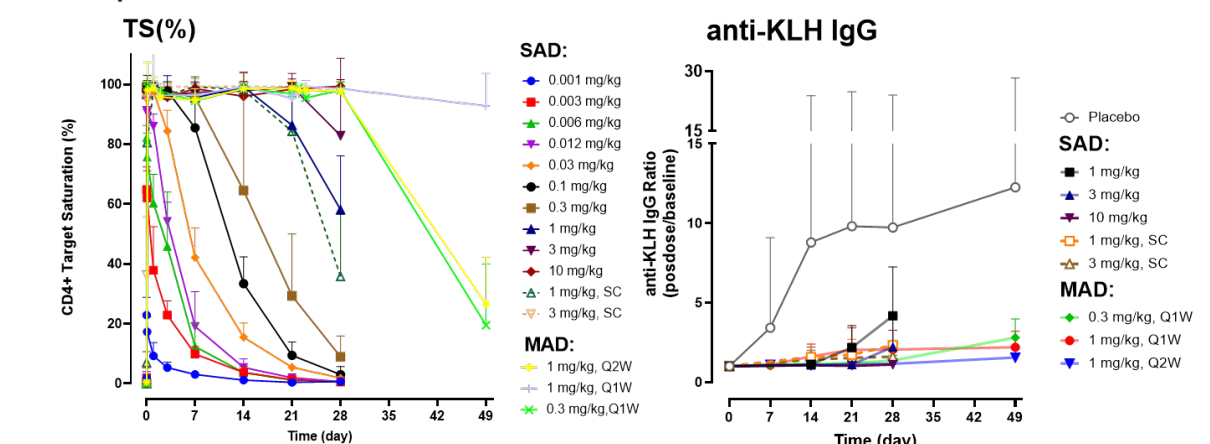 TS(%)
CD4+ Target Saturation (%)
100
80
60
40
20
0
0 7 14 21 28 35 42 49
Time (day)
SAD:
0.001 mg/kg
0.003 mg/kg
0.006 mg/kg
0.012 mg/kg
0.03 mg/kg
0.1 mg/kg
0.3 mg/kg
1 mg/kg
3 mg/kg
10 mg/kg
1 mg/kg, SC
3 mg/kg, SC
MAD:
1 mg/kg, Q2W
1 mg/kg, Q1W
0.3 mg/kg,Q1W
anti-KLH IgG
anti-KLH IgG Ratio
(posdose/baseline)
30
15
15
10
5
0
0 7 14 21 28 35 42 49
Time (day)
Placebo
SAD:
1 mg/kg
3 mg/kg
10 mg/kg
1 mg/kg, SC
3 mg/kg, SC
MAD:
0.3 mg/kg, Q1W
1 mg/kg, Q1W
1 mg/kg, Q2W